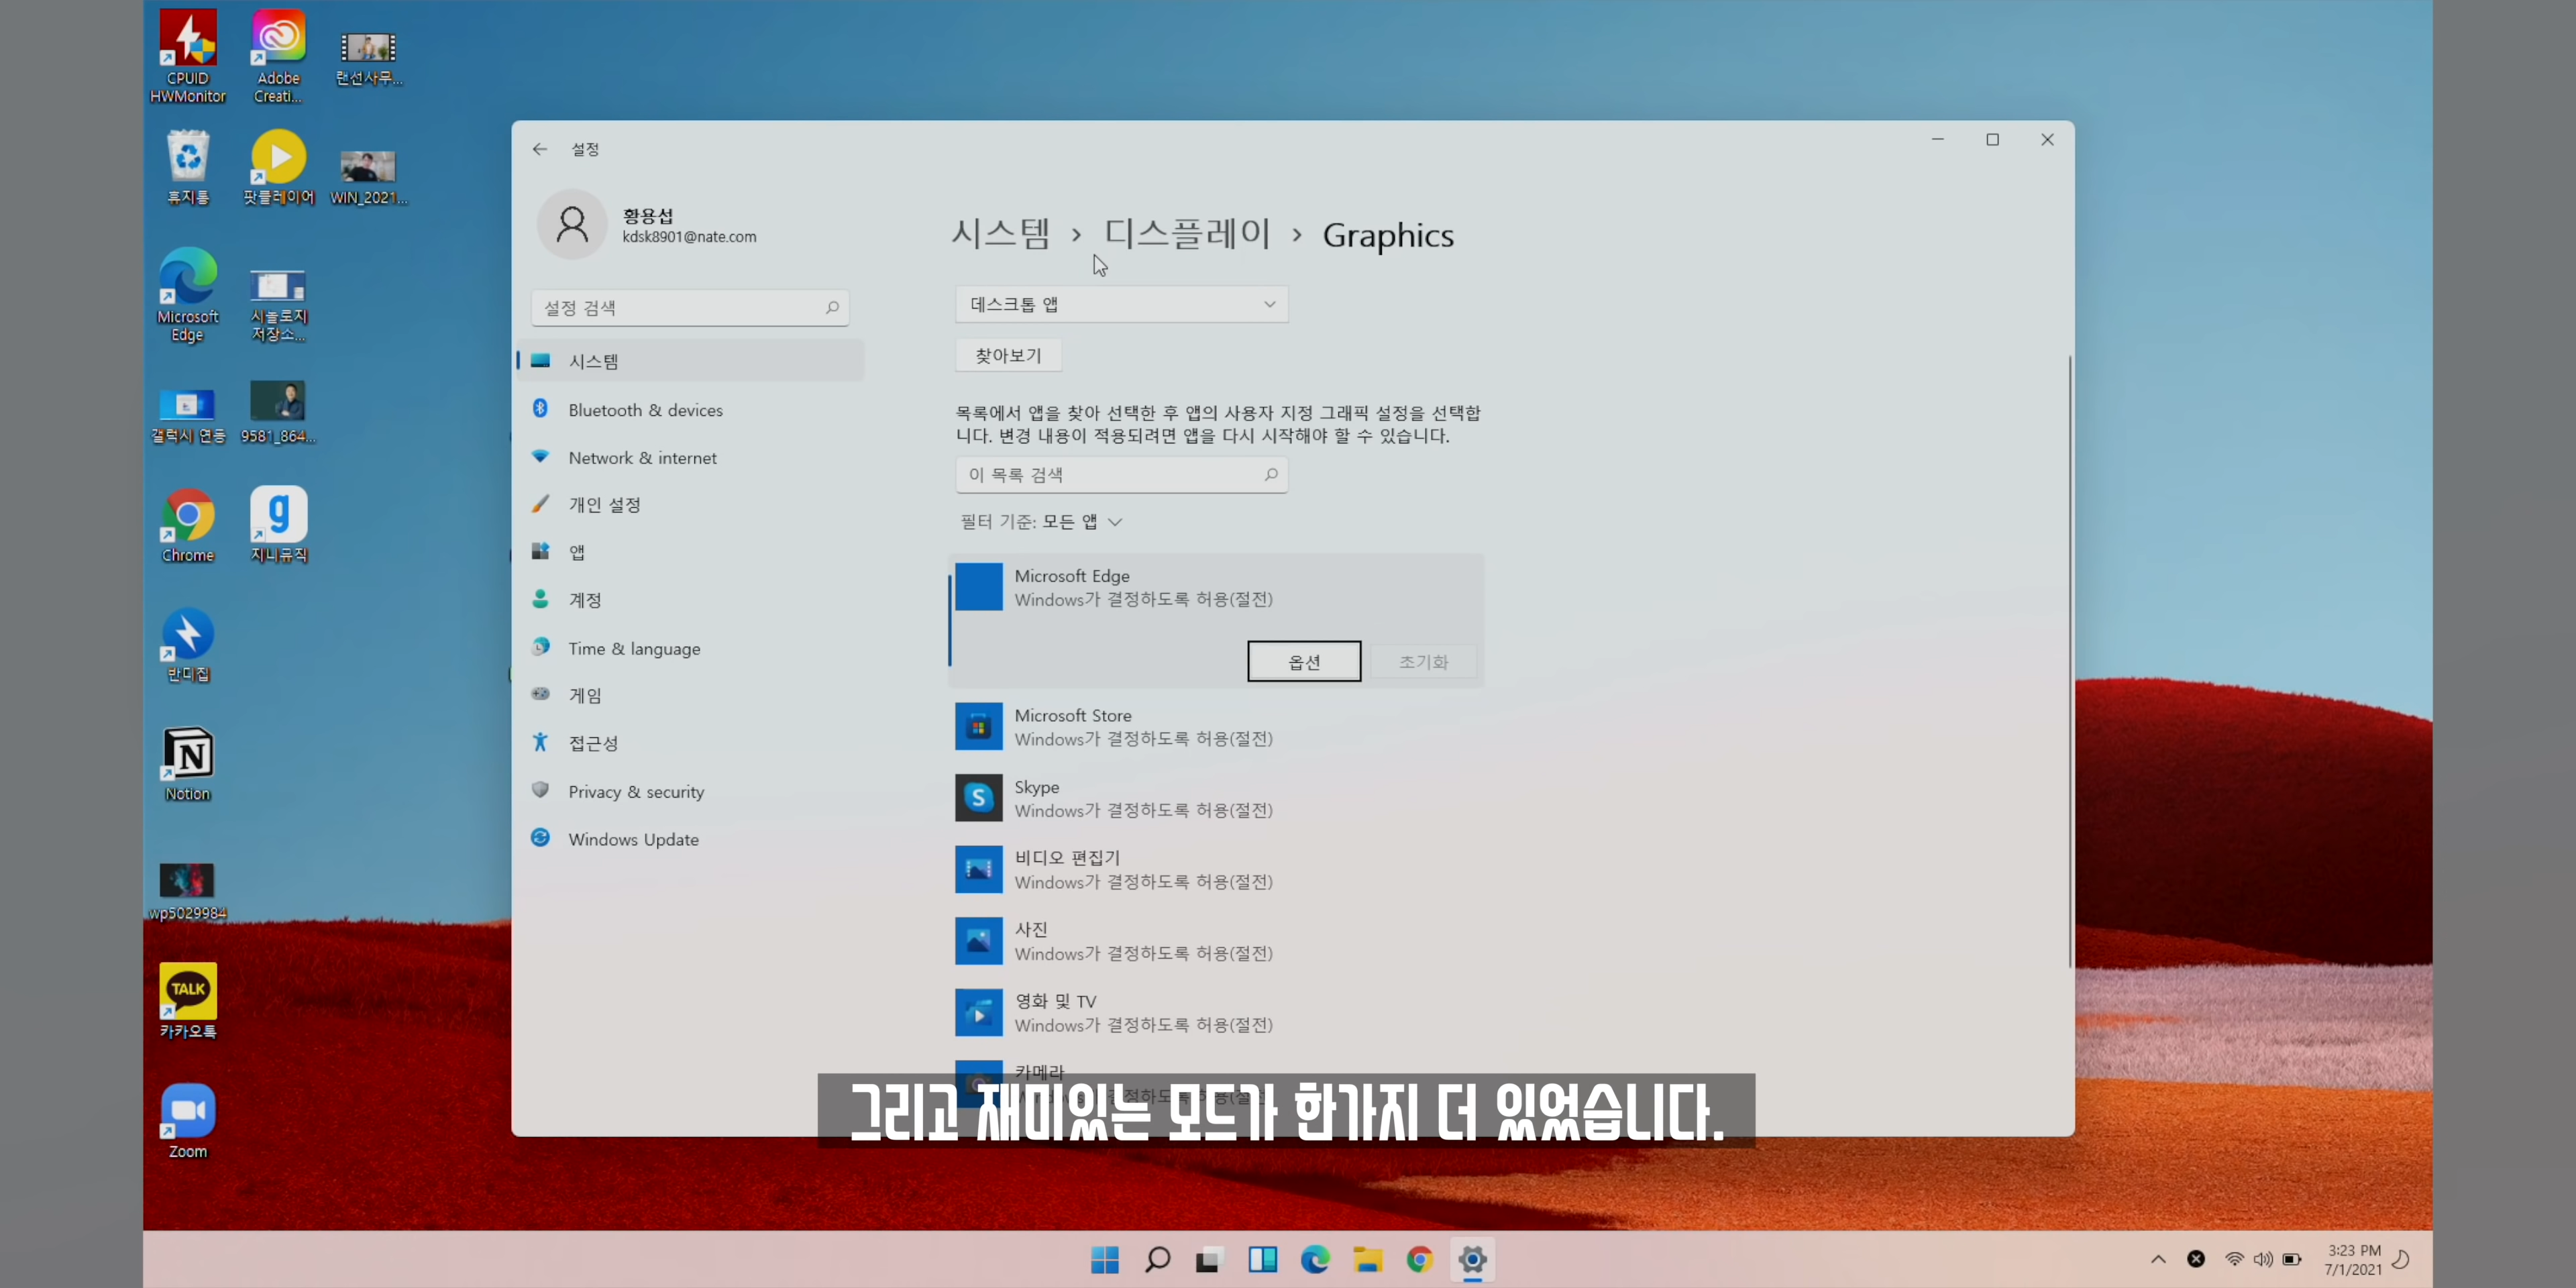 CPUID
HWMonitor
Adobe
Creati...
랜선사무...
휴지통
팟플레이어
WIN_2021...
Microsoft
Edge
시놀로지
저장소...
갤럭시 연동
9581_864...
Chrome
지니뮤직
반디집
Notion
wp5029984
TALK
카카오톡
Zoom
설정
황용섭
kdsk8901@nate.com
설정 검색
시스템
Bluetooth & devices
Network & internet
개인 설정
앱
계정
Time & language
게임
접근성
Privacy & security
Windows Update
시스템 › 디스플레이 › Graphics
데스크톱 앱
찾아보기
목록에서 앱을 찾아 선택한 후 앱의 사용자 지정 그래픽 설정을 선택합
니다. 변경 내용이 적용되려면 앱을 다시 시작해야 할 수 있습니다.
이 목록 검색
필터 기준: 모든 앱
Microsoft Edge
Windows가 결정하도록 허용(절전)
옵션
초기화
Microsoft Store
Windows가 결정하도록 허용(절전)
Skype
Windows가 결정하도록 허용(절전)
비디오 편집기
Windows가 결정하도록 허용(절전)
사진
Windows가 결정하도록 허용(절전)
영화 및 TV
Windows가 결정하도록 허용(절전)
카메라
그리고 재미있는 모드가 한가지 더 있었습니다.
3:23 PM
7/1/2021